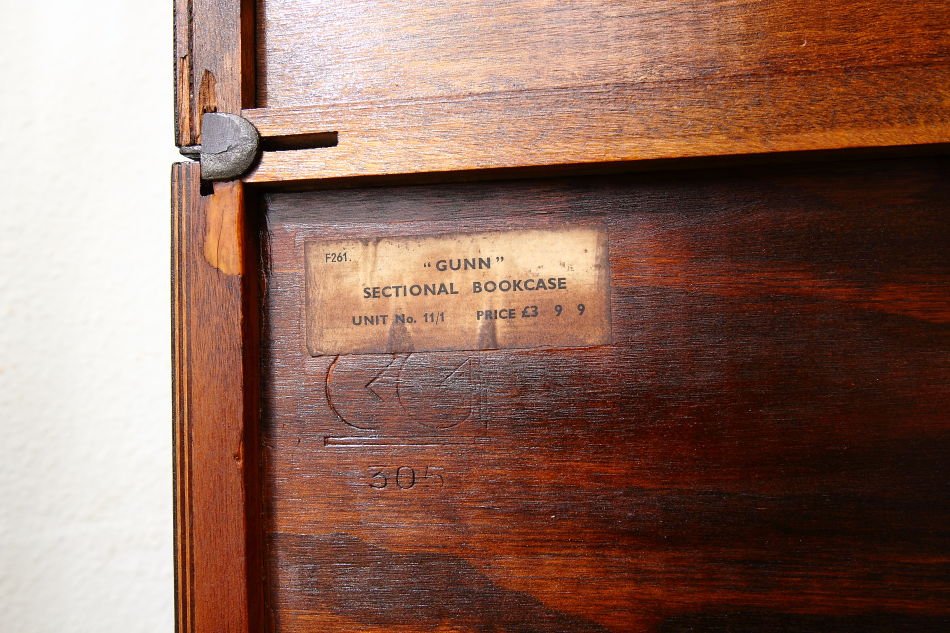 F261.
“GUNN”
SECTIONAL BOOKCASE
UNIT No. 11/1 PRICE £3 9 9
305